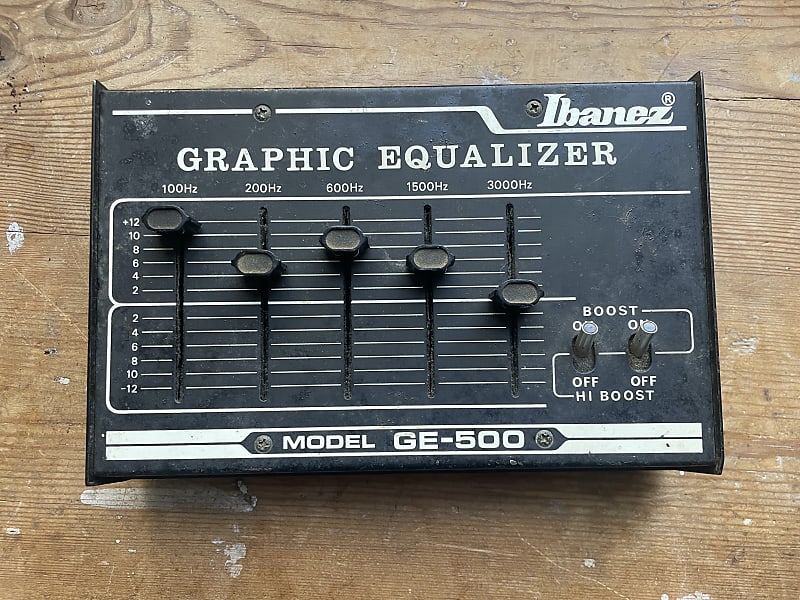 Ibanez®
GRAPHIC EQUALIZER
100Hz 200Hz 600Hz 1500Hz 3000Hz
+12
10
8
6
4
2
2
4
6
8
10
-12
BOOST
ON ON
OFF OFF
HI BOOST
MODEL GE-500